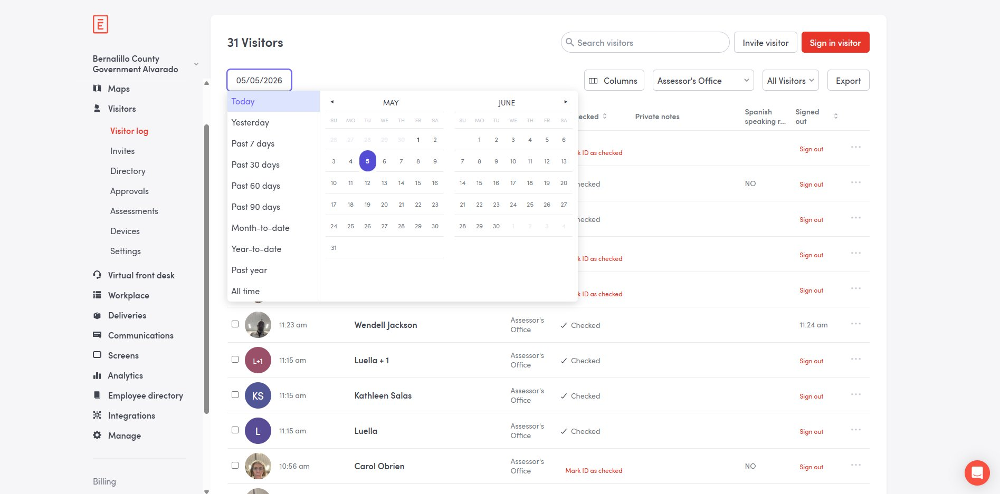 E
Bernalillo County
Government Alvarado
Maps
Visitors
Visitor log
Invites
Directory
Approvals
Assessments
Devices
Settings
Virtual front desk
Workplace
Deliveries
Communications
Screens
Analytics
Employee directory
Integrations
Manage
Billing
31 Visitors
Search visitors
Invite visitor
Sign in visitor
05/05/2026
Columns
Assessor's Office
All Visitors
Export
Today
Yesterday
Past 7 days
Past 30 days
Past 60 days
Past 90 days
Month-to-date
Year-to-date
Past year
All time
MAY
SU MO TU WE TH FR SA
26 27 28 29 30 1 2
3 4 5 6 7 8 9
10 11 12 13 14 15 16
17 18 19 20 21 22 23
24 25 26 27 28 29 30
31
JUNE
SU MO TU WE TH FR SA
1 2 3 4 5 6
7 8 9 10 11 12 13
14 15 16 17 18 19 20
21 22 23 24 25 26 27
28 29 30 1 2 3 4
ecked
Private notes
Spanish
speaking r...
Signed
out
k ID as checked
Sign out
hecked
NO
Sign out
hecked
Sign out
k ID as checked
Sign out
k ID as checked
Sign out
11:23 am
Wendell Jackson
Assessor's
Office
Checked
11:24 am
L+1
11:15 am
Luella + 1
Assessor's
Office
Checked
Sign out
KS
11:15 am
Kathleen Salas
Assessor's
Office
Checked
Sign out
L
11:15 am
Luella
Assessor's
Office
Checked
Sign out
10:56 am
Carol Obrien
Assessor's
Office
Mark ID as checked
NO
Sign out